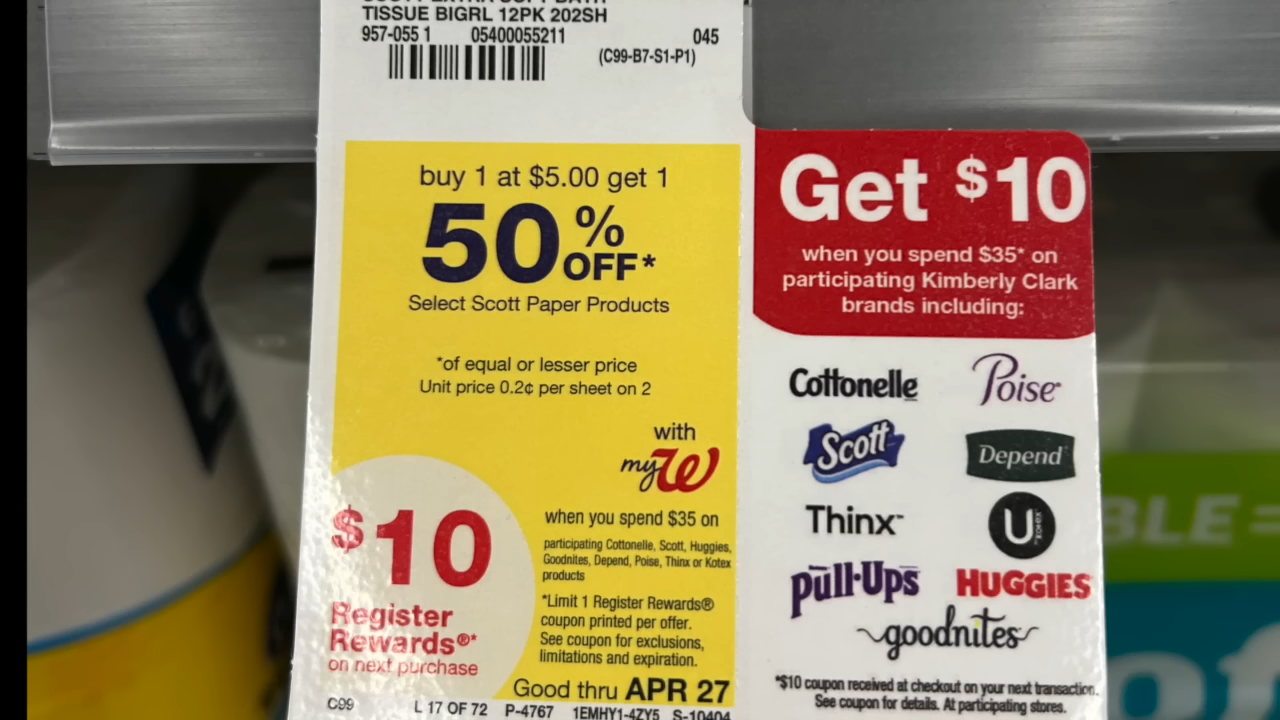 TISSUE BIGRL 12PK 202SH
957-055 1 05400055211 045
(C99-B7-S1-P1)
buy 1 at $5.00 get 1
50% OFF*
Select Scott Paper Products
*of equal or lesser price
Unit price 0.2¢ per sheet on 2
with
myW
$10
Register
Rewards®*
on next purchase
when you spend $35 on
participating Cottonelle, Scott, Huggies,
Goodnites, Depend, Poise, Thinx or Kotex
products
*Limit 1 Register Rewards®
coupon printed per offer.
See coupon for exclusions,
limitations and expiration.
Good thru APR 27
C99 L 17 OF 72 P-4767 1EMHY1-4ZY5 S-10404
Get $10
when you spend $35* on
participating Kimberly Clark
brands including:
Cottonelle Poise
Scott Depend
Thinx™ U
Pull-Ups HUGGIES
goodnites
*$10 coupon received at checkout on your next transaction.
See coupon for details. At participating stores.
BLE =
of